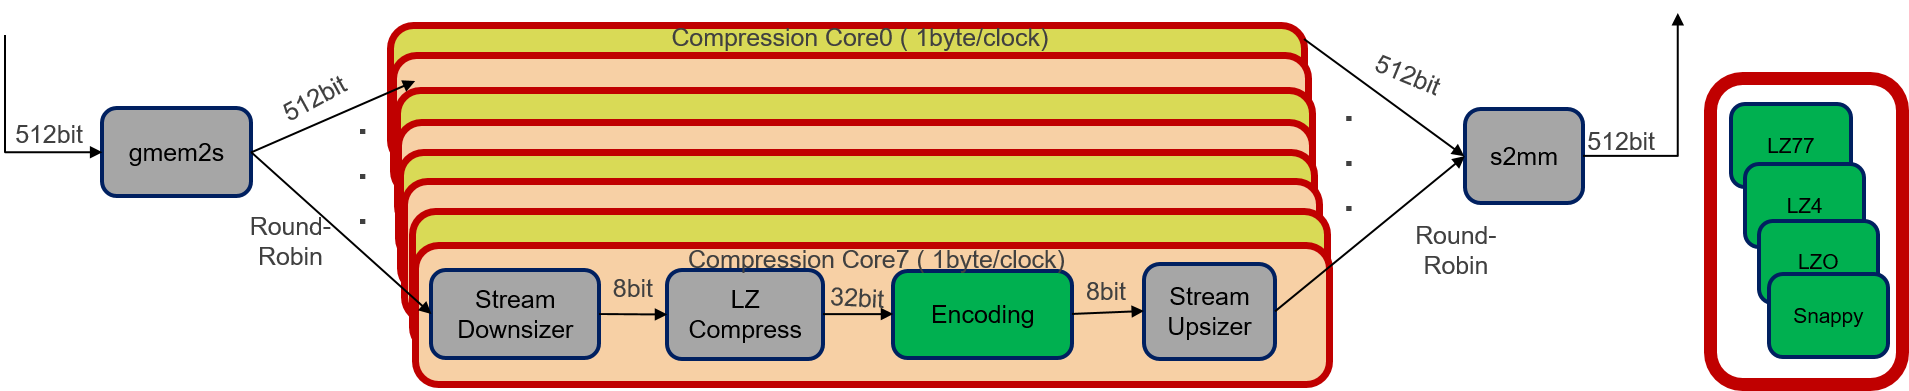 Compression Core0 ( 1byte/clock)
512bit
gmem2s
512bit
Round-
Robin
Compression Core7 ( 1byte/clock)
Stream
Downsizer
8bit
LZ
Compress
32bit
Encoding
8bit
Stream
Upsizer
512bit
Round-
Robin
s2mm
512bit
LZ77
LZ4
LZO
Snappy